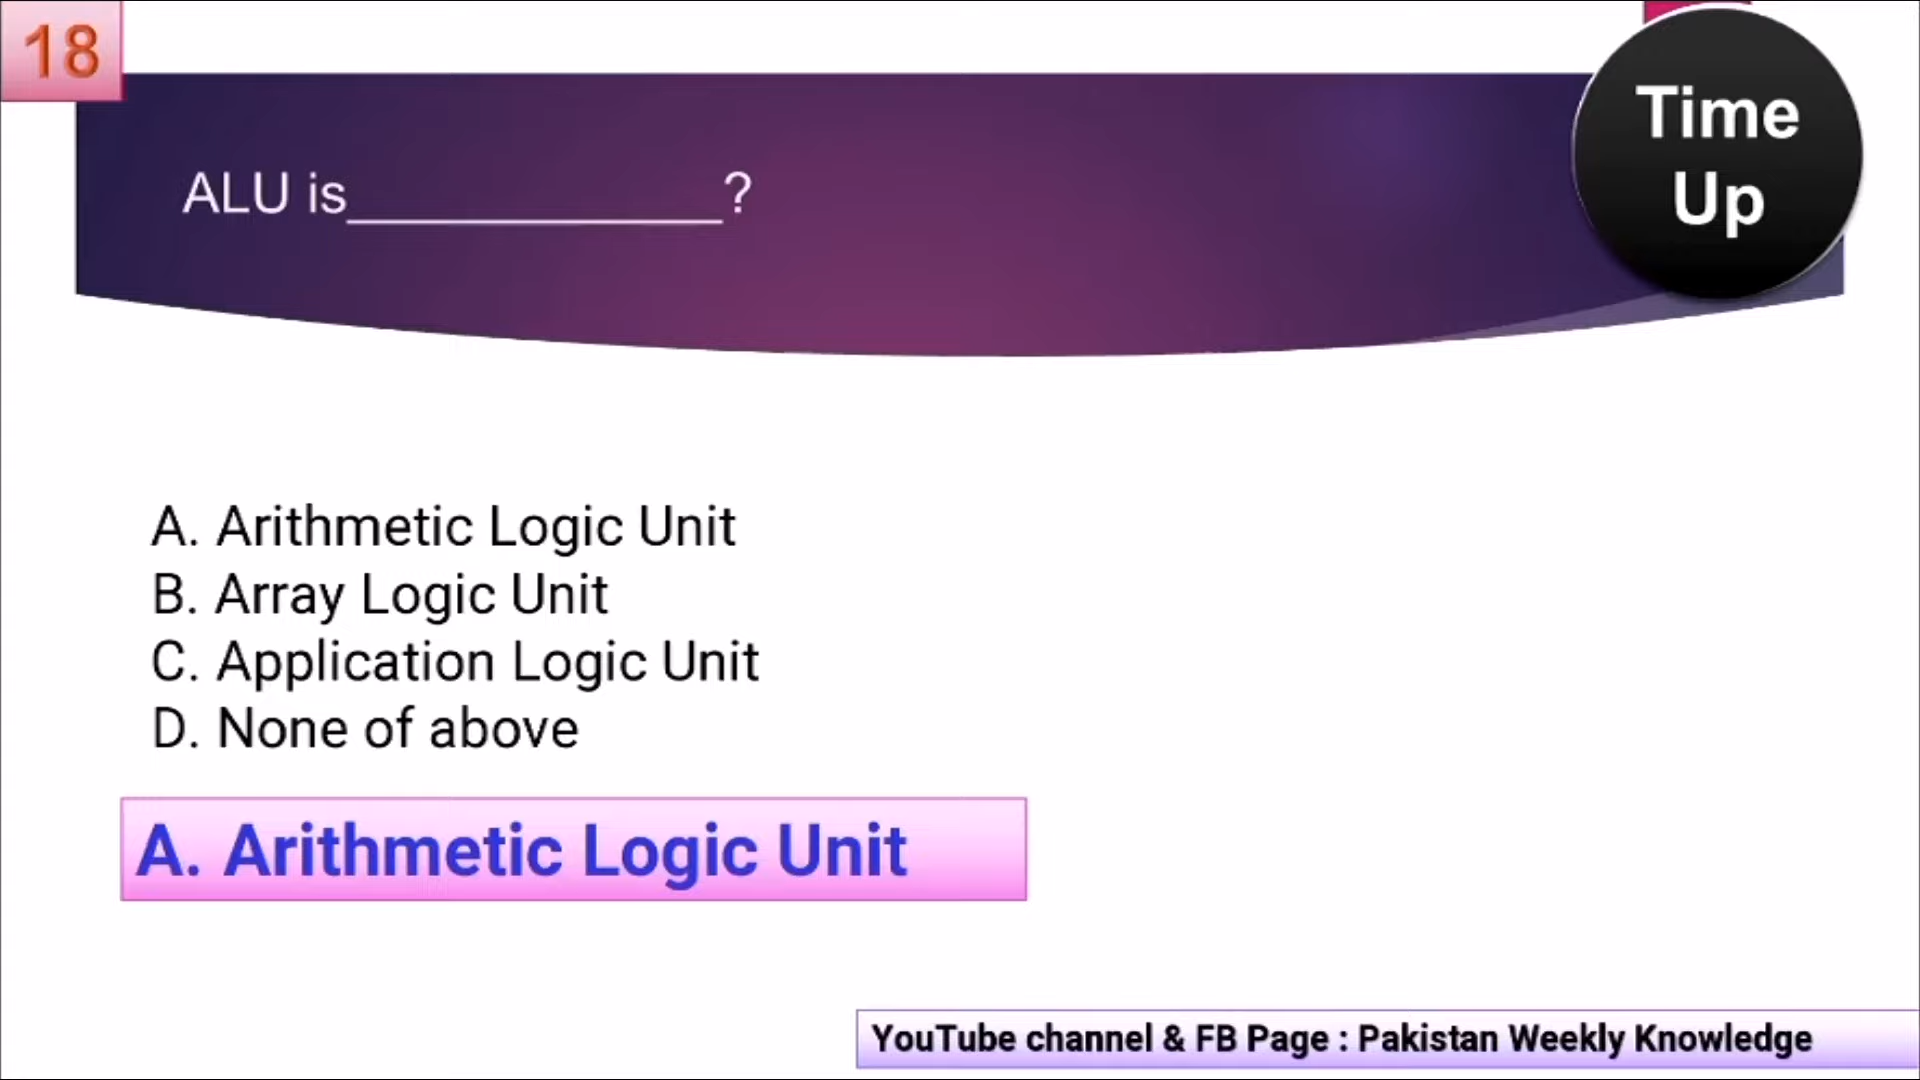 18
Time
Up
ALU is______________?
A. Arithmetic Logic Unit
B. Array Logic Unit
C. Application Logic Unit
D. None of above
A. Arithmetic Logic Unit
YouTube channel & FB Page : Pakistan Weekly Knowledge